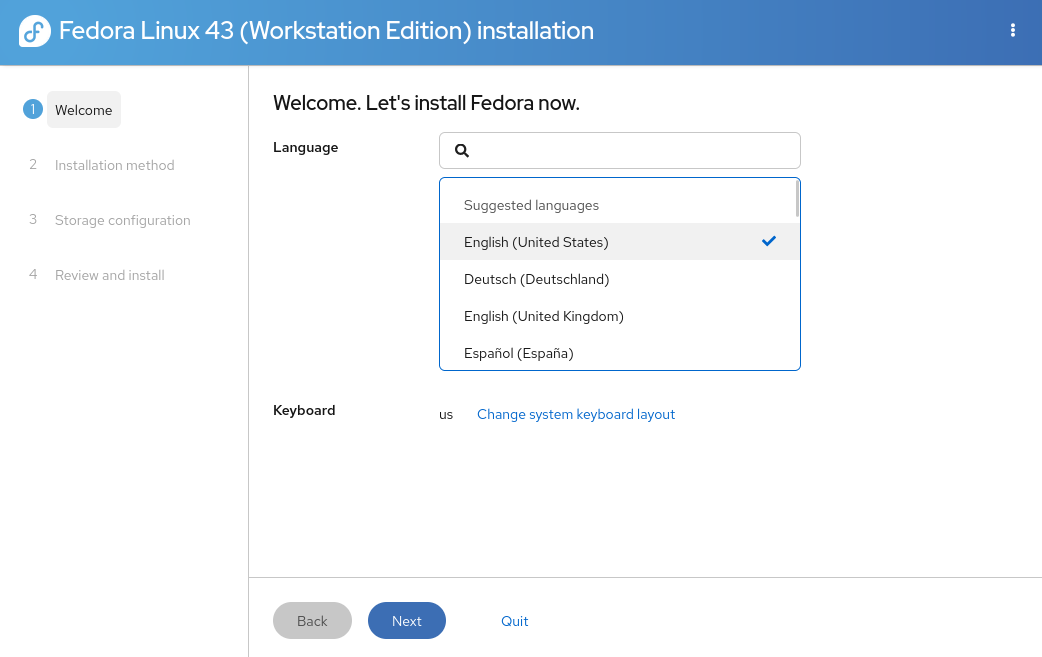 Fedora Linux 43 (Workstation Edition) installation
1 Welcome
2 Installation method
3 Storage configuration
4 Review and install
Welcome. Let's install Fedora now.
Language
Suggested languages
English (United States)
Deutsch (Deutschland)
English (United Kingdom)
Español (España)
Keyboard us Change system keyboard layout
Back Next Quit